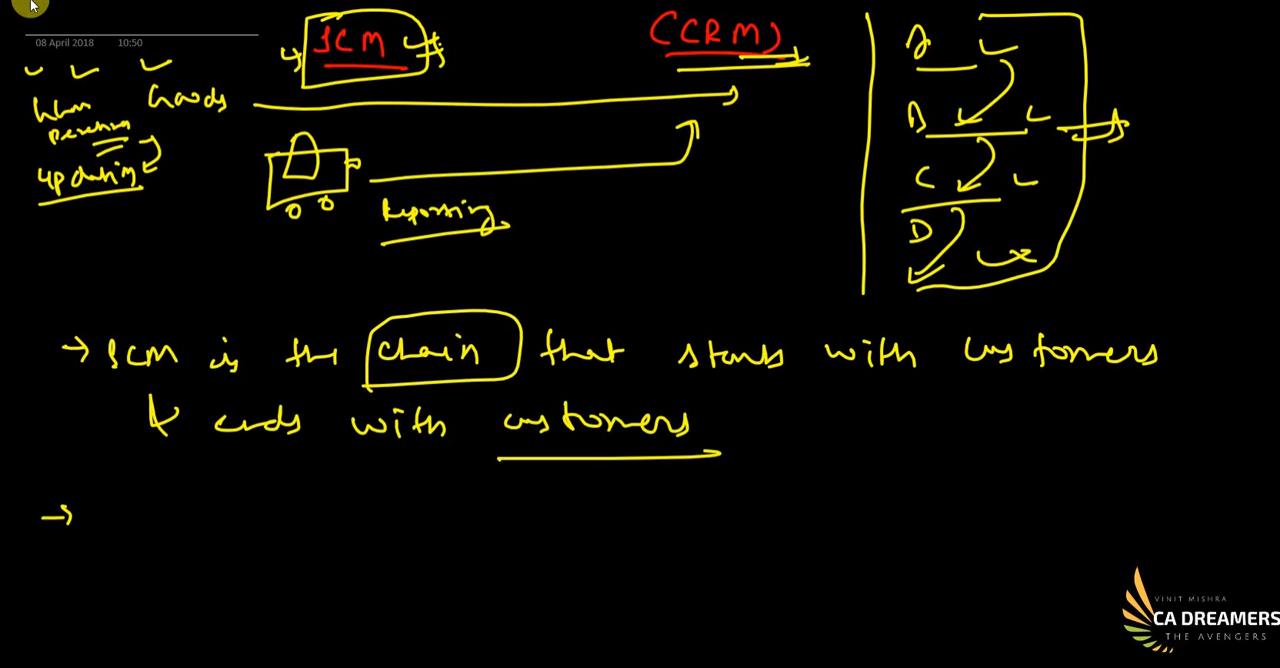 08 April 2018 10:50
SCM
(CRM)
Goods
updating
Reporting
A
B
C
D
→ SCM is the chain that starts with customers
& ends with customers
→
VINIT MISHRA
CA DREAMERS
THE AVENGERS